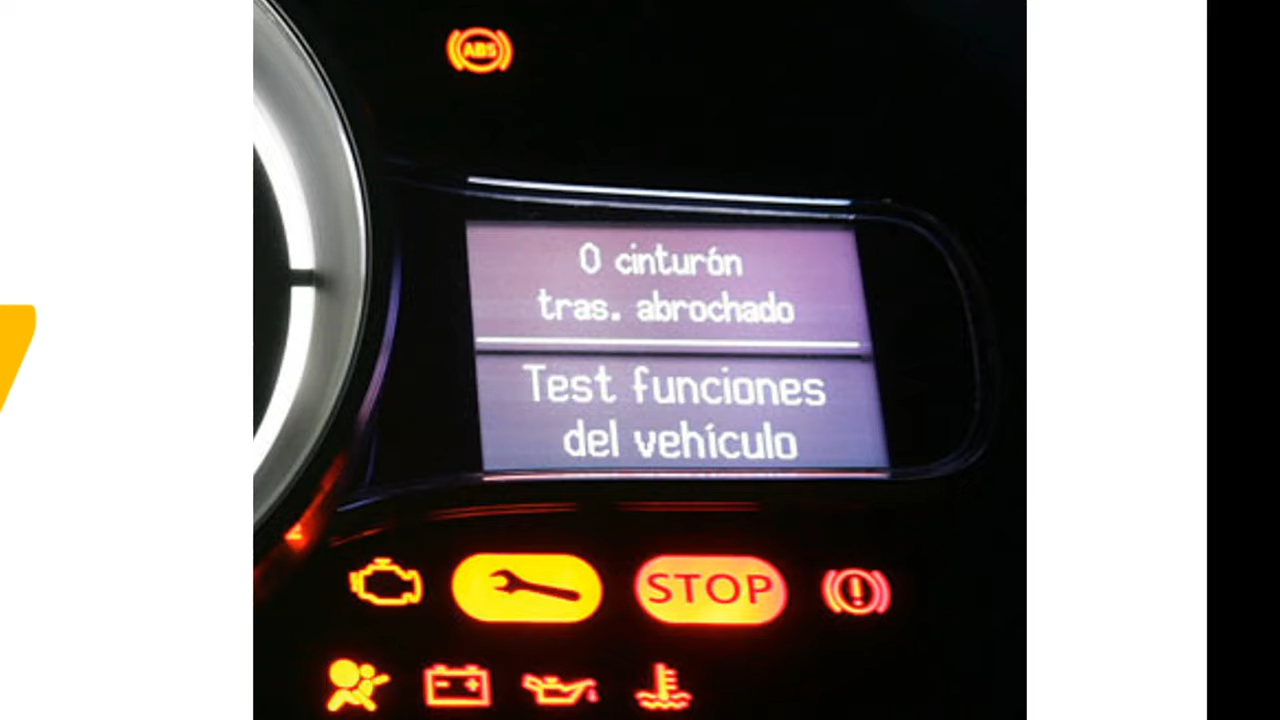 ABS
0 cinturón
tras. abrochado
Test funciones
del vehículo
STOP